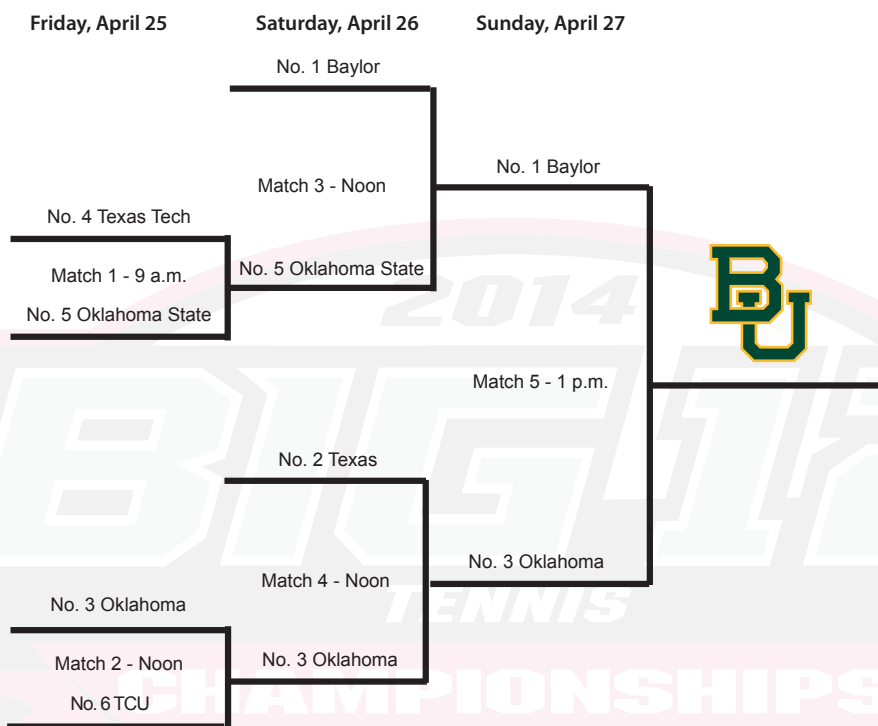 Friday, April 25
Saturday, April 26
Sunday, April 27
No. 1 Baylor
Match 3 - Noon
No. 1 Baylor
No. 4 Texas Tech
Match 1 - 9 a.m.
No. 5 Oklahoma State
No. 5 Oklahoma State
BU
2014
BIG 12
Match 5 - 1 p.m.
No. 2 Texas
Match 4 - Noon
No. 3 Oklahoma
TENNIS
No. 3 Oklahoma
Match 2 - Noon
No. 3 Oklahoma
No. 6 TCU
CHAMPIONSHIPS